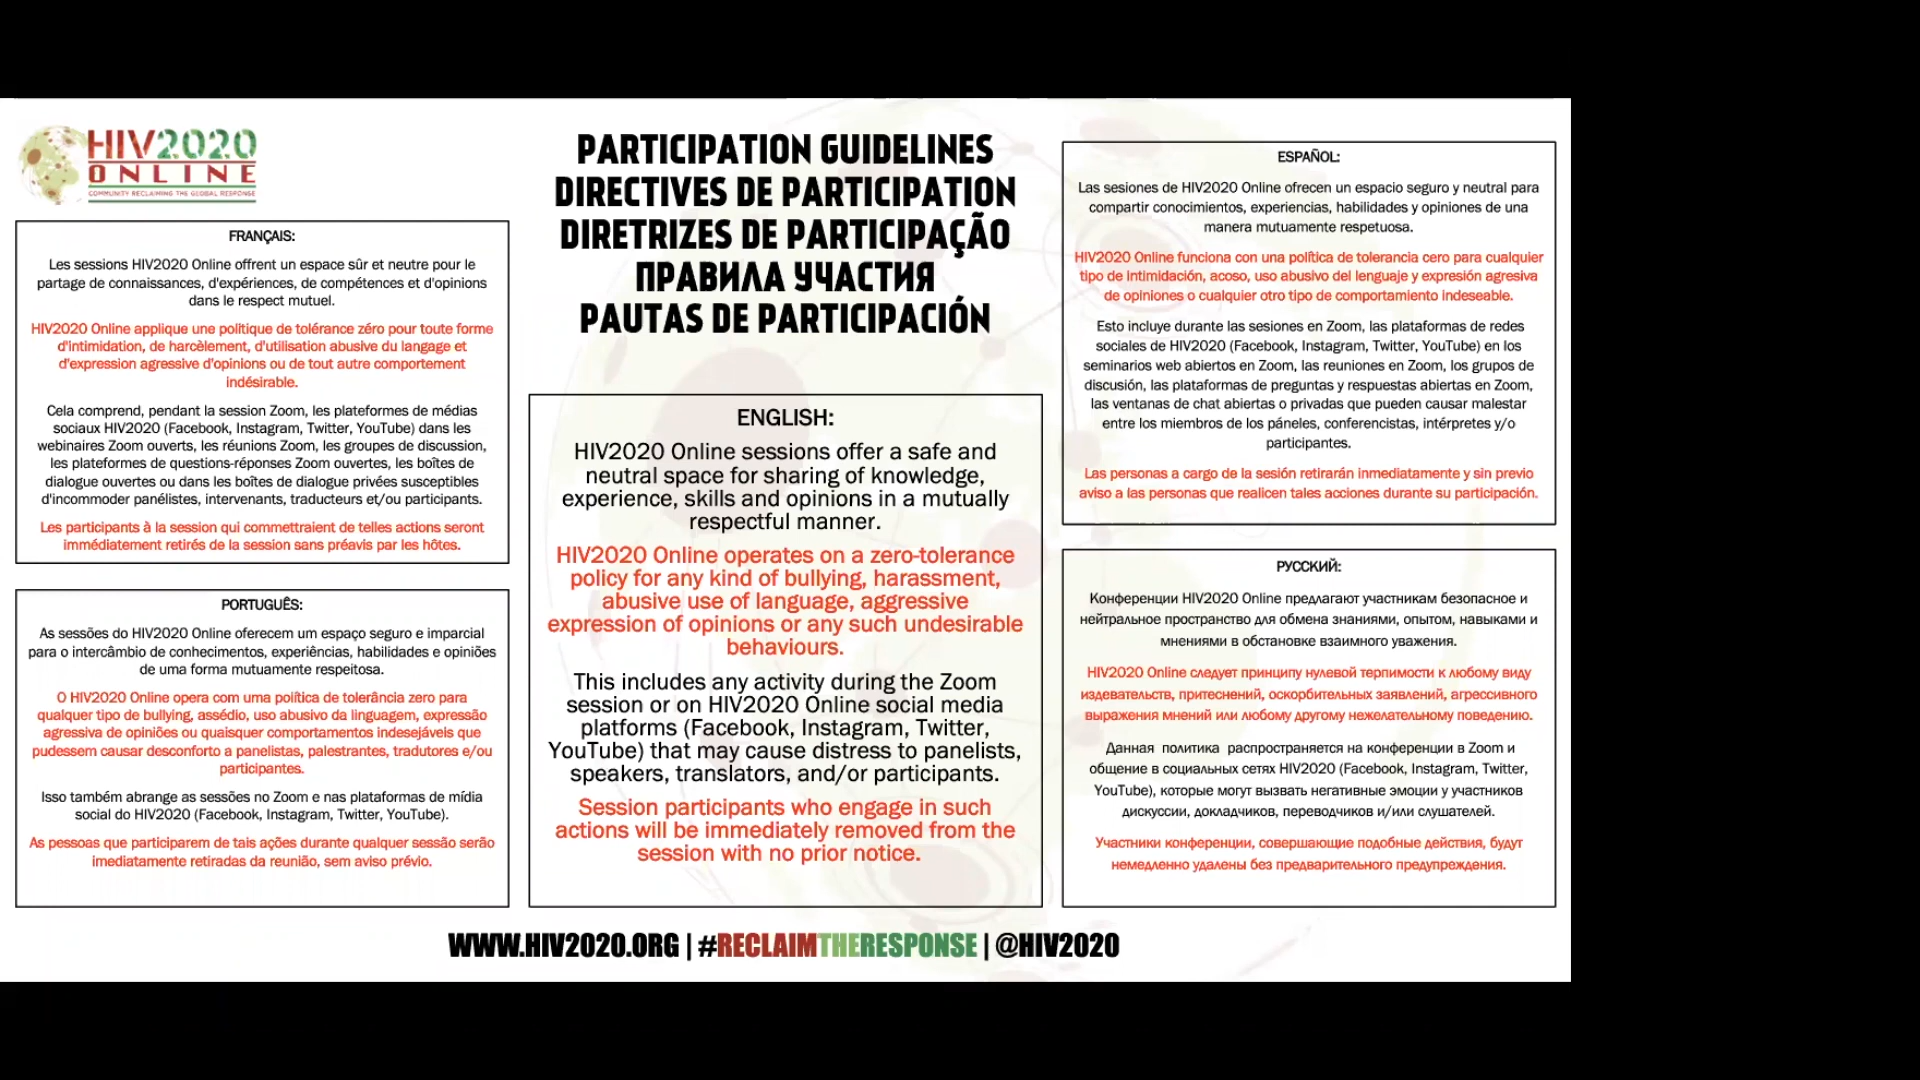 HIV2020
ONLINE
COMMUNITY RECLAIMING THE GLOBAL RESPONSE
PARTICIPATION GUIDELINES
DIRECTIVES DE PARTICIPATION
DIRETRIZES DE PARTICIPAÇÃO
ПРАВИЛА УЧАСТИЯ
PAUTAS DE PARTICIPACIÓN
FRANÇAIS:
Les sessions HIV2020 Online offrent un espace sûr et neutre pour le
partage de connaissances, d'expériences, de compétences et d'opinions
dans le respect mutuel.
HIV2020 Online applique une politique de tolérance zéro pour toute forme
d'intimidation, de harcèlement, d'utilisation abusive du langage et
d'expression agressive d'opinions ou de tout autre comportement
indésirable.
Cela comprend, pendant la session Zoom, les plateformes de médias
sociaux HIV2020 (Facebook, Instagram, Twitter, YouTube) dans les
webinaires Zoom ouverts, les réunions Zoom, les groupes de discussion,
les plateformes de questions-réponses Zoom ouvertes, les boîtes de
dialogue ouvertes ou dans les boîtes de dialogue privées susceptibles
d'incommoder panélistes, intervenants, traducteurs et/ou participants.
Les participants à la session qui commettraient de telles actions seront
immédiatement retirés de la session sans préavis par les hôtes.
PORTUGUÊS:
As sessões do HIV2020 Online oferecem um espaço seguro e imparcial
para o intercâmbio de conhecimentos, experiências, habilidades e opiniões
de uma forma mutuamente respeitosa.
O HIV2020 Online opera com uma política de tolerância zero para
qualquer tipo de bullying, assédio, uso abusivo da linguagem, expressão
agressiva de opiniões ou quaisquer comportamentos indesejáveis que
pudessem causar desconforto a panelistas, palestrantes, tradutores e/ou
participantes.
Isso também abrange as sessões no Zoom e nas plataformas de mídia
social do HIV2020 (Facebook, Instagram, Twitter, YouTube).
As pessoas que participarem de tais ações durante qualquer sessão serão
imediatamente retiradas da reunião, sem aviso prévio.
ENGLISH:
HIV2020 Online sessions offer a safe and
neutral space for sharing of knowledge,
experience, skills and opinions in a mutually
respectful manner.
HIV2020 Online operates on a zero-tolerance
policy for any kind of bullying, harassment,
abusive use of language, aggressive
expression of opinions or any such undesirable
behaviours.
This includes any activity during the Zoom
session or on HIV2020 Online social media
platforms (Facebook, Instagram, Twitter,
YouTube) that may cause distress to panelists,
speakers, translators, and/or participants.
Session participants who engage in such
actions will be immediately removed from the
session with no prior notice.
ESPAÑOL:
Las sesiones de HIV2020 Online ofrecen un espacio seguro y neutral para
compartir conocimientos, experiencias, habilidades y opiniones de una
manera mutuamente respetuosa.
HIV2020 Online funciona con una política de tolerancia cero para cualquier
tipo de intimidación, acoso, uso abusivo del lenguaje y expresión agresiva
de opiniones o cualquier otro tipo de comportamiento indeseable.
Esto incluye durante las sesiones en Zoom, las plataformas de redes
sociales de HIV2020 (Facebook, Instagram, Twitter, YouTube) en los
seminarios web abiertos en Zoom, las reuniones en Zoom, los grupos de
discusión, las plataformas de preguntas y respuestas abiertas en Zoom,
las ventanas de chat abiertas o privadas que pueden causar malestar
entre los miembros de los páneles, conferencistas, intérpretes y/o
participantes.
Las personas a cargo de la sesión retirarán inmediatamente y sin previo
aviso a las personas que realicen tales acciones durante su participación.
РУССКИЙ:
Конференции HIV2020 Online предлагают участникам безопасное и
нейтральное пространство для обмена знаниями, опытом, навыками и
мнениями в обстановке взаимного уважения.
HIV2020 Online следует принципу нулевой терпимости к любому виду
издевательств, притеснений, оскорбительных заявлений, агрессивного
выражения мнений или любому другому нежелательному поведению.
Данная политика распространяется на конференции в Zoom и
общение в социальных сетях HIV2020 (Facebook, Instagram, Twitter,
YouTube), которые могут вызвать негативные эмоции у участников
дискуссии, докладчиков, переводчиков и/или слушателей.
Участники конференции, совершающие подобные действия, будут
немедленно удалены без предварительного предупреждения.
WWW.HIV2020.ORG | #RECLAIMTHERESPONSE | @HIV2020